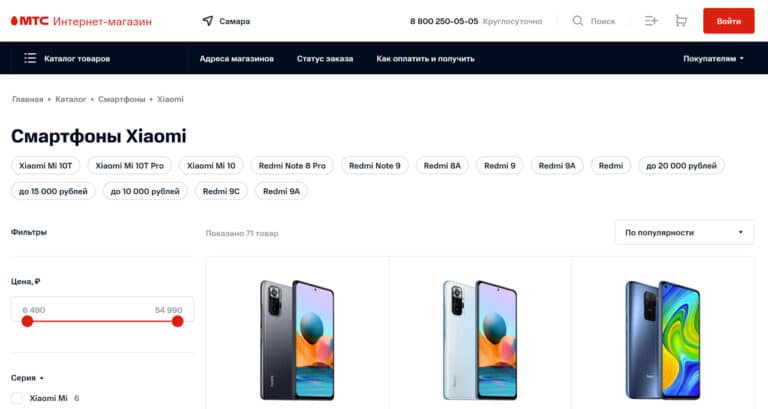 МТС Интернет-магазин
Самара
8 800 250-05-05 Круглосуточно
Поиск
Войти
Каталог товаров
Адреса магазинов
Статус заказа
Как оплатить и получить
Покупателям
Главная
Каталог
Смартфоны
Xiaomi
Смартфоны Xiaomi
Xiaomi Mi 10T
Xiaomi Mi 10T Pro
Xiaomi Mi 10
Redmi Note 8 Pro
Redmi Note 9
Redmi 8A
Redmi 9
Redmi 9A
Redmi
до 20 000 рублей
до 15 000 рублей
до 10 000 рублей
Redmi 9C
Redmi 9A
Фильтры
Показано 71 товар
По популярности
Цена, ₽
6 490
54 990
Серия
Xiaomi Mi 6